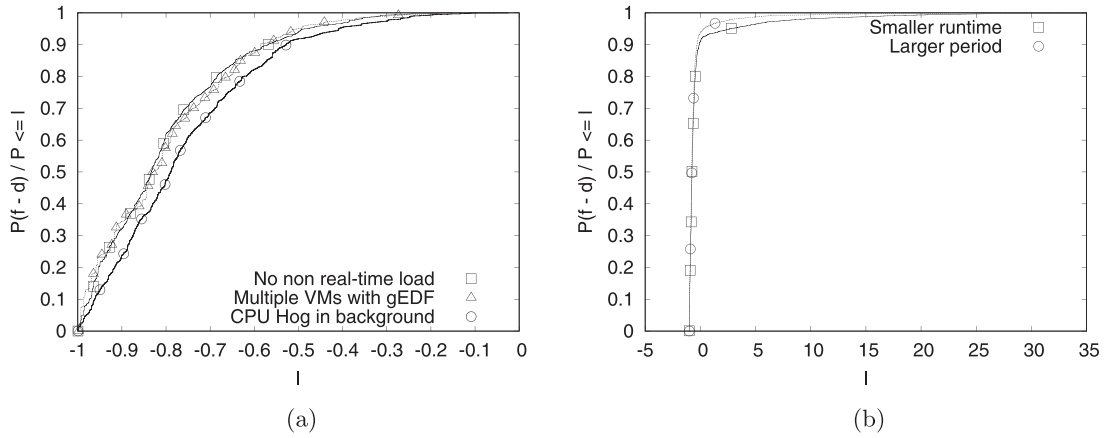 1
0.9
0.8
0.7
0.6
0.5
0.4
0.3
0.2
0.1
0
P(f - d) / P <= l
No non real-time load
Multiple VMs with gEDF
CPU Hog in background
-1 -0.9 -0.8 -0.7 -0.6 -0.5 -0.4 -0.3 -0.2 -0.1 0
l
(a)
1
0.9
0.8
0.7
0.6
0.5
0.4
0.3
0.2
0.1
0
P(f - d) / P <= l
Smaller runtime
Larger period
-5 0 5 10 15 20 25 30 35
l
(b)